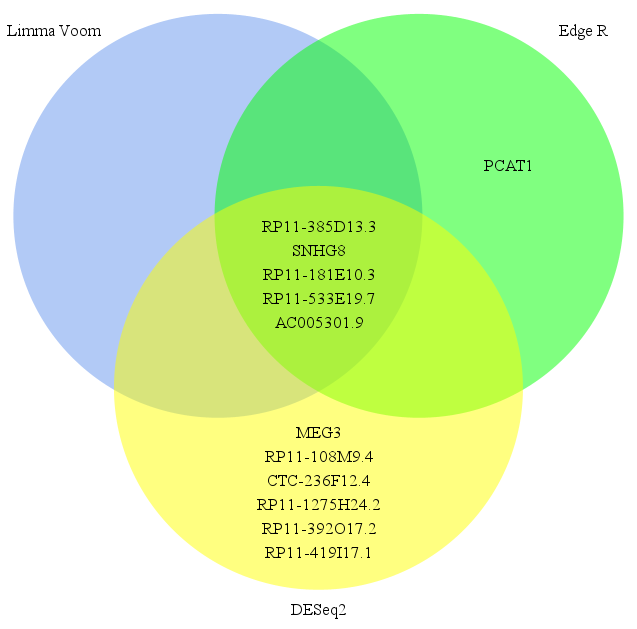 Limma Voom
Edge R
PCAT1
RP11-385D13.3
SNHG8
RP11-181E10.3
RP11-533E19.7
AC005301.9
MEG3
RP11-108M9.4
CTC-236F12.4
RP11-1275H24.2
RP11-392O17.2
RP11-419I17.1
DESeq2